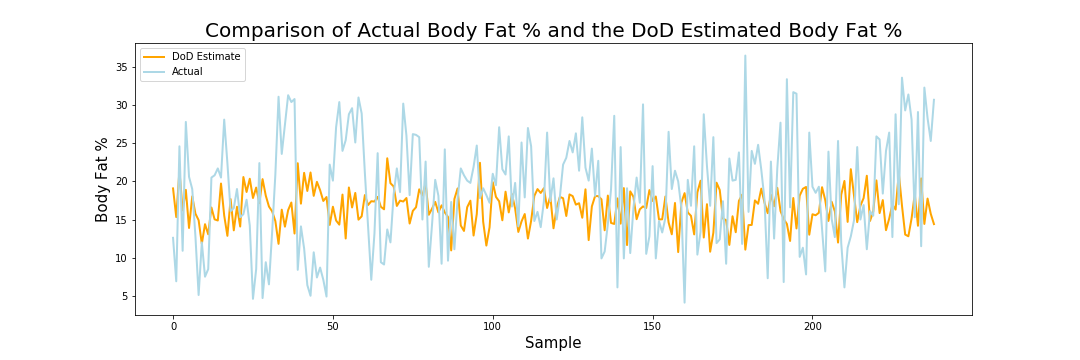 Comparison of Actual Body Fat % and the DoD Estimated Body Fat %
DoD Estimate
Actual
Body Fat %
35
30
25
20
15
10
5
0
50
100
150
200
Sample